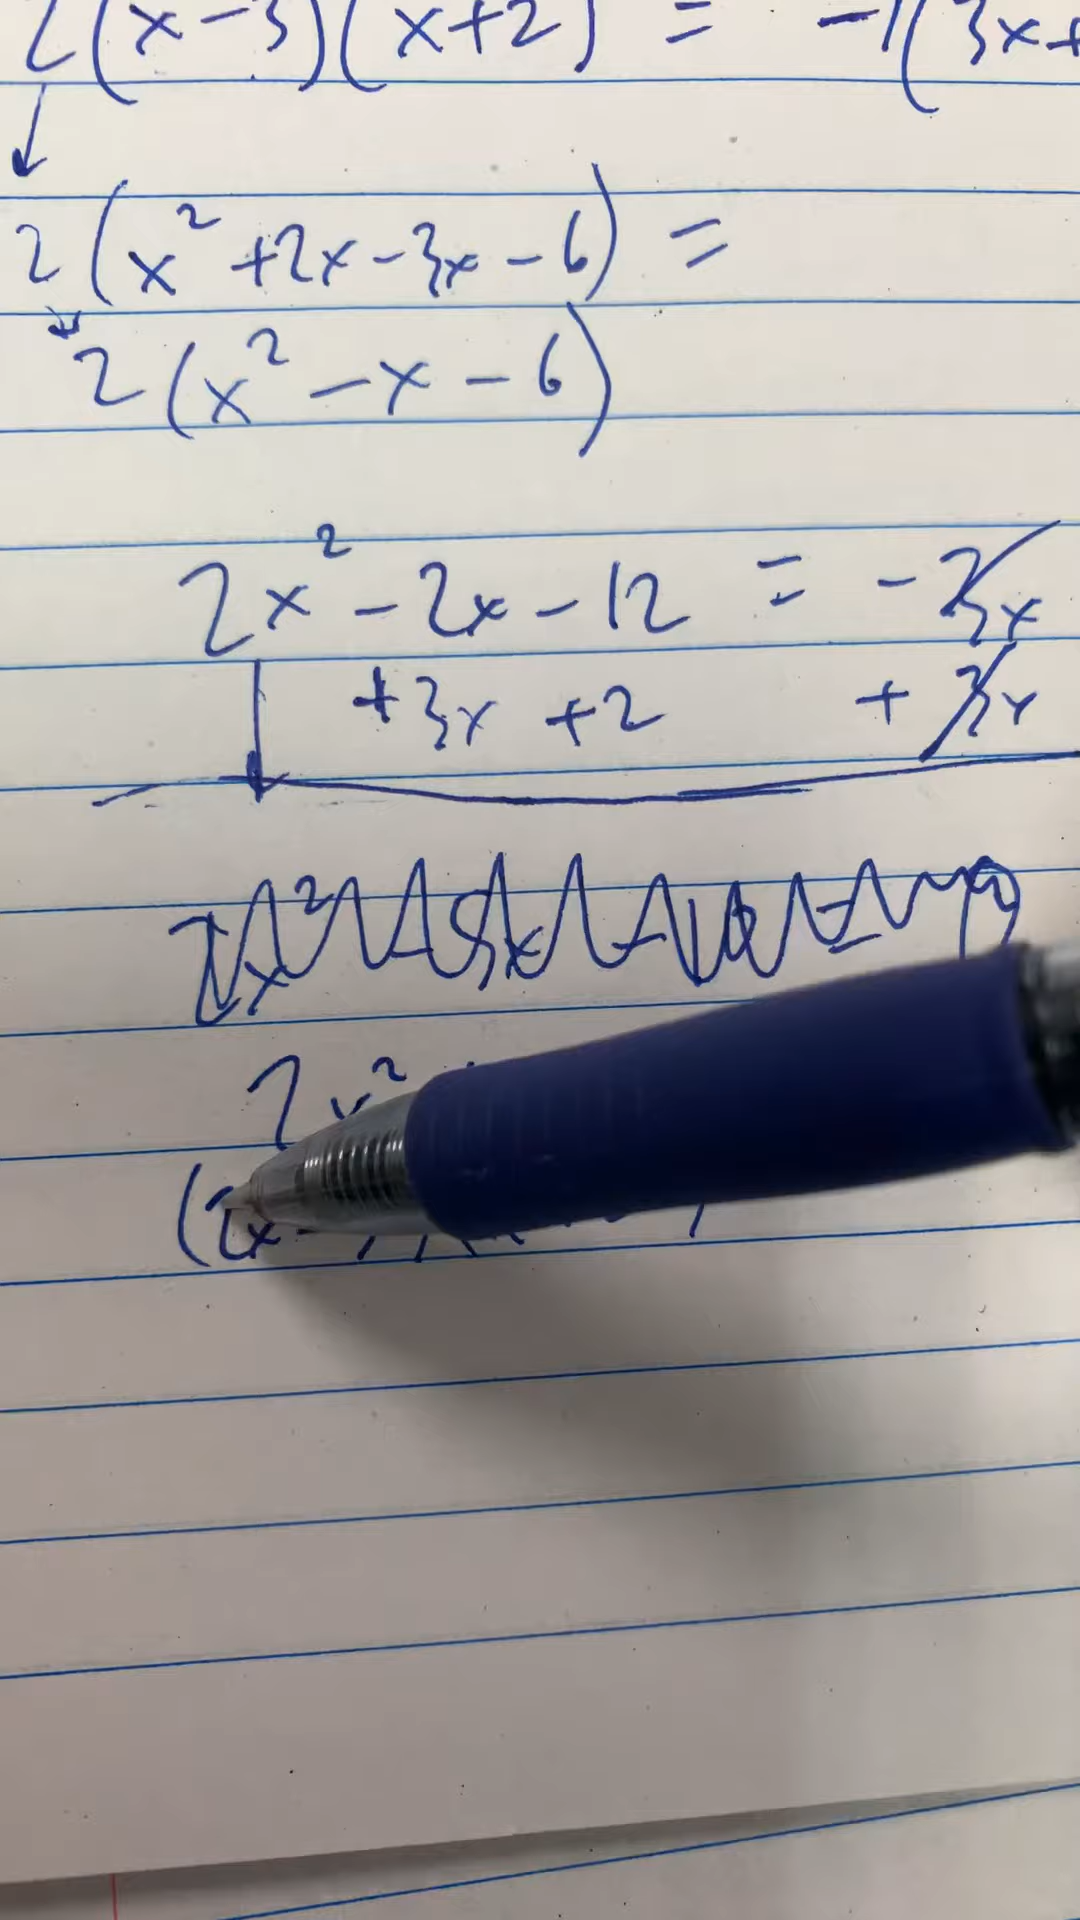 2(x-3)(x+2) = -1(3x+
2(x² +2x-3x-6) =
2(x² -x-6)
2x² -2x-12 = -3x
+3x +2 + 3x
2x²
(2x-